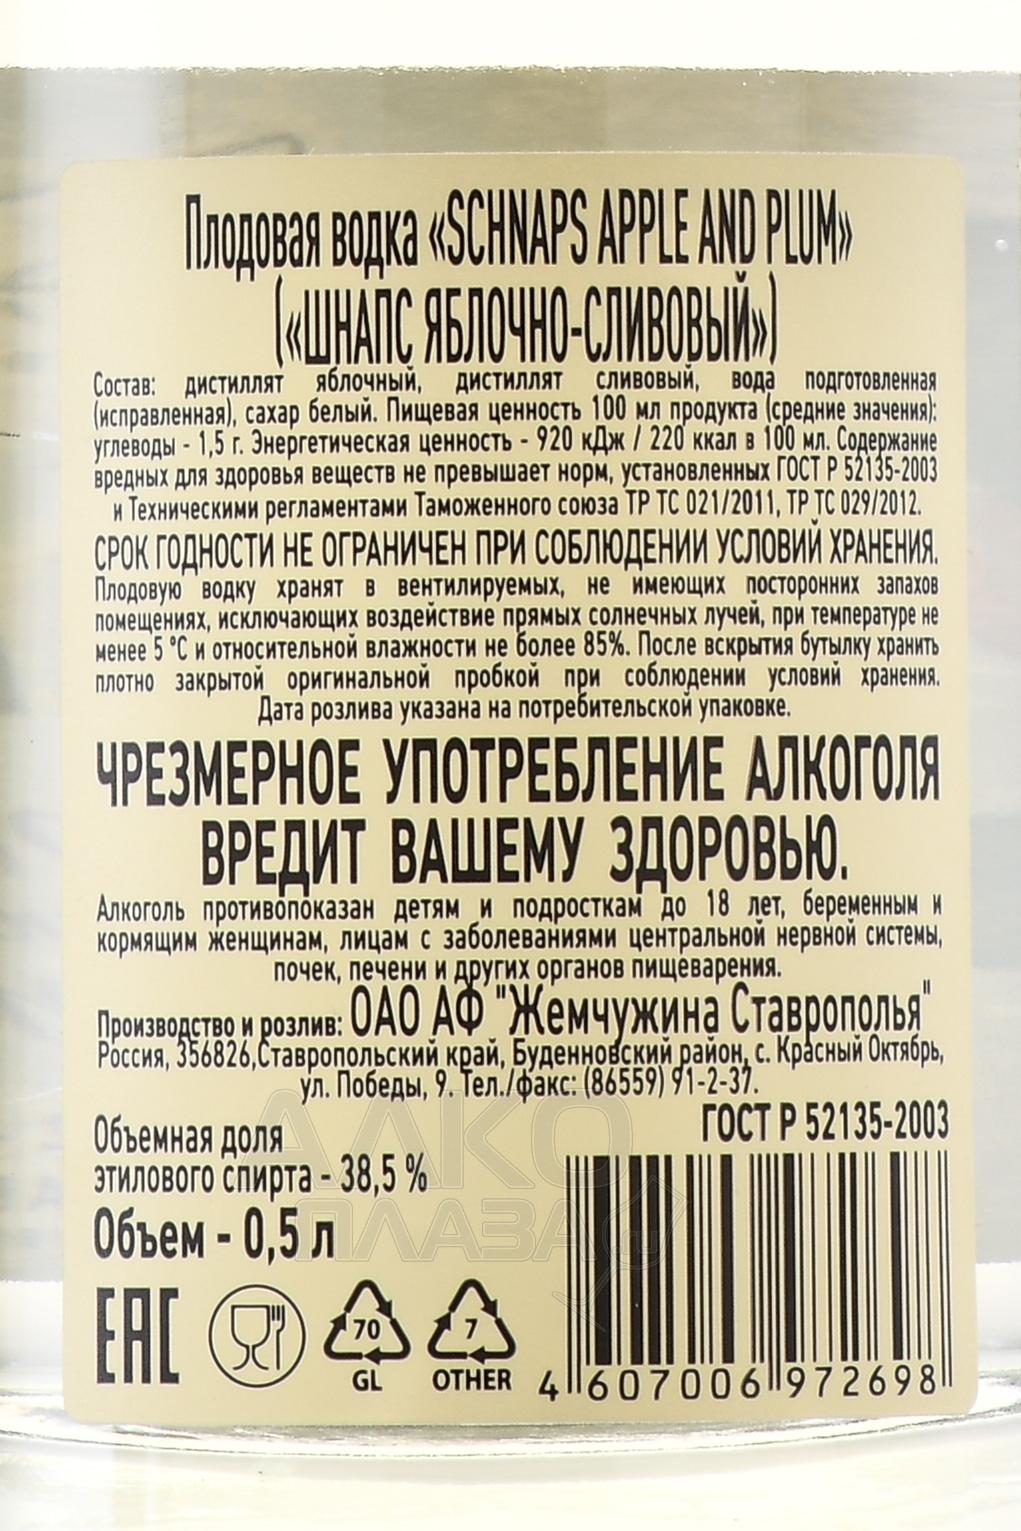 Плодовая водка «SCHNAPS APPLE AND PLUM»
(«ШНАПС ЯБЛОЧНО-СЛИВОВЫЙ»)
Состав: дистиллят яблочный, дистиллят сливовый, вода подготовленная
(исправленная), сахар белый. Пищевая ценность 100 мл продукта (средние значения):
углеводы - 1,5 г. Энергетическая ценность - 920 кДж / 220 ккал в 100 мл. Содержание
вредных для здоровья веществ не превышает норм, установленных ГОСТ Р 52135-2003
и Техническими регламентами Таможенного союза ТР ТС 021/2011, ТР ТС 029/2012.
СРОК ГОДНОСТИ НЕ ОГРАНИЧЕН ПРИ СОБЛЮДЕНИИ УСЛОВИЙ ХРАНЕНИЯ.
Плодовую водку хранят в вентилируемых, не имеющих посторонних запахов
помещениях, исключающих воздействие прямых солнечных лучей, при температуре не
менее 5 °С и относительной влажности не более 85%. После вскрытия бутылку хранить
плотно закрытой оригинальной пробкой при соблюдении условий хранения.
Дата розлива указана на потребительской упаковке.
ЧРЕЗМЕРНОЕ УПОТРЕБЛЕНИЕ АЛКОГОЛЯ
ВРЕДИТ ВАШЕМУ ЗДОРОВЬЮ.
Алкоголь противопоказан детям и подросткам до 18 лет, беременным и
кормящим женщинам, лицам с заболеваниями центральной нервной системы,
почек, печени и других органов пищеварения.
Производство и розлив: ОАО АФ "Жемчужина Ставрополья"
Россия, 356826,Ставропольский край, Буденновский район, с. Красный Октябрь,
ул. Победы, 9. Тел./факс: (86559) 91-2-37.
ГОСТ Р 52135-2003
Объемная доля
этилового спирта - 38,5 %
Объем - 0,5 л
EAC
70
GL
7
OTHER
4 607006 972698
АЛКО
ПЛАЗА
.ru